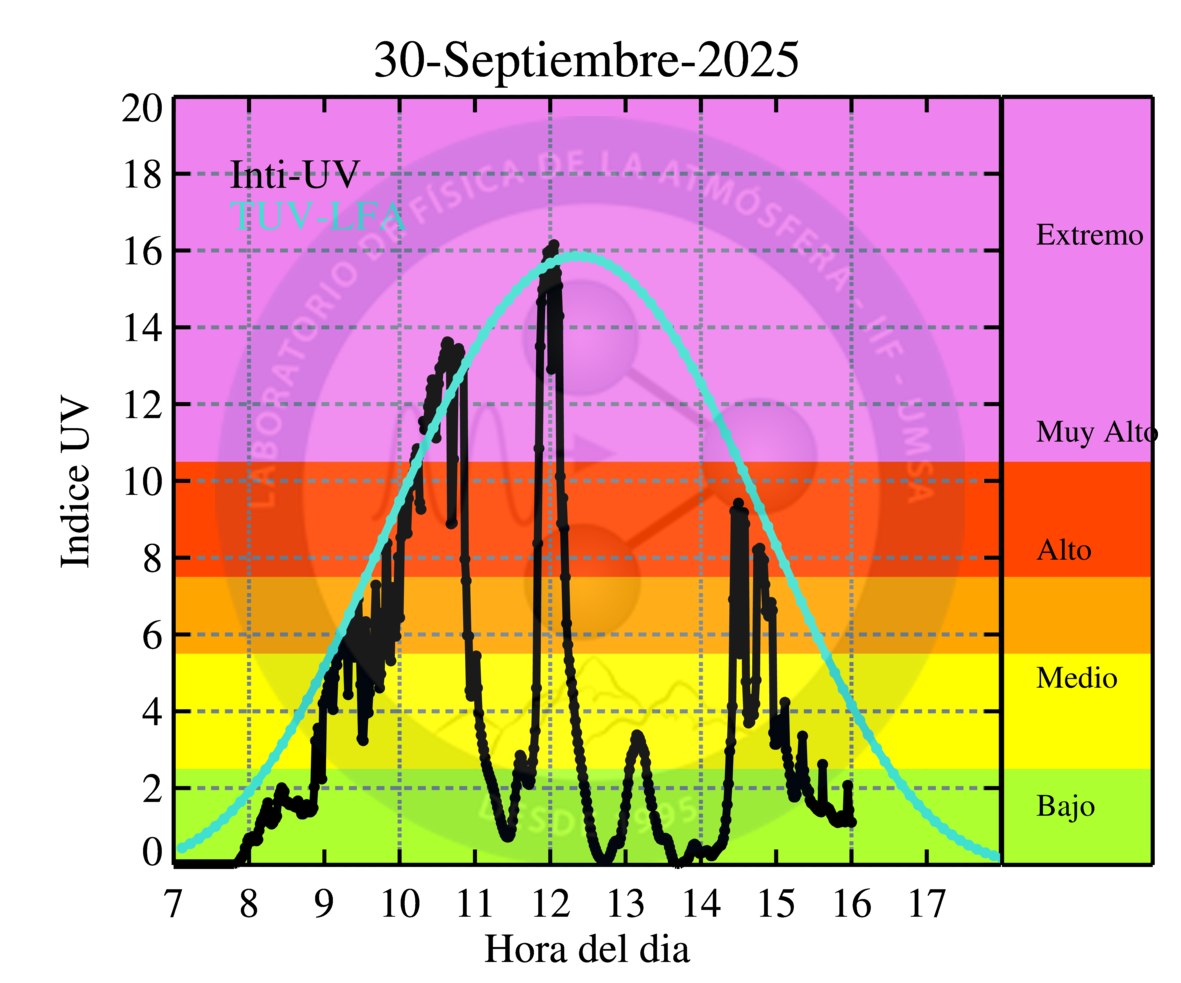 30-Septiembre-2025
20
18
16
14
12
10
8
6
4
2
0
Indice UV
Inti-UV
TUV-LFA
LABORATORIO DE FÍSICA DE LA ATMÓSFERA - IIF - UMSA
DESDE 1995
Extremo
Muy Alto
Alto
Medio
Bajo
7 8 9 10 11 12 13 14 15 16 17
Hora del dia